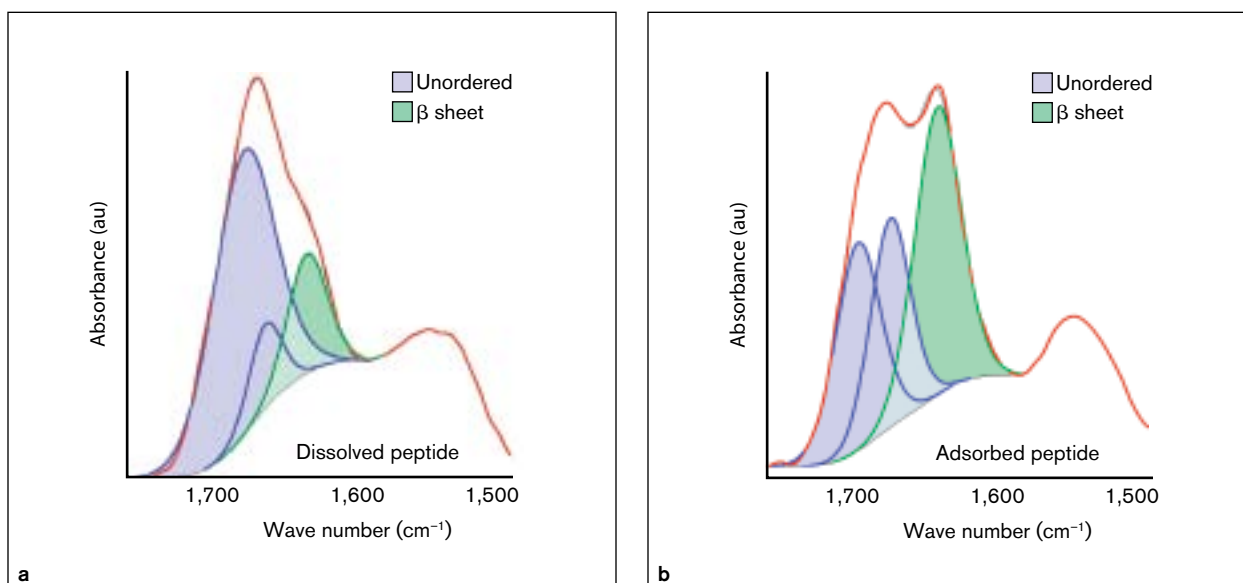 Unordered
β sheet
Absorbance (au)
Dissolved peptide
1,700 1,600 1,500
Wave number (cm⁻¹)
a
Unordered
β sheet
Absorbance (au)
Adsorbed peptide
1,700 1,600 1,500
Wave number (cm⁻¹)
b